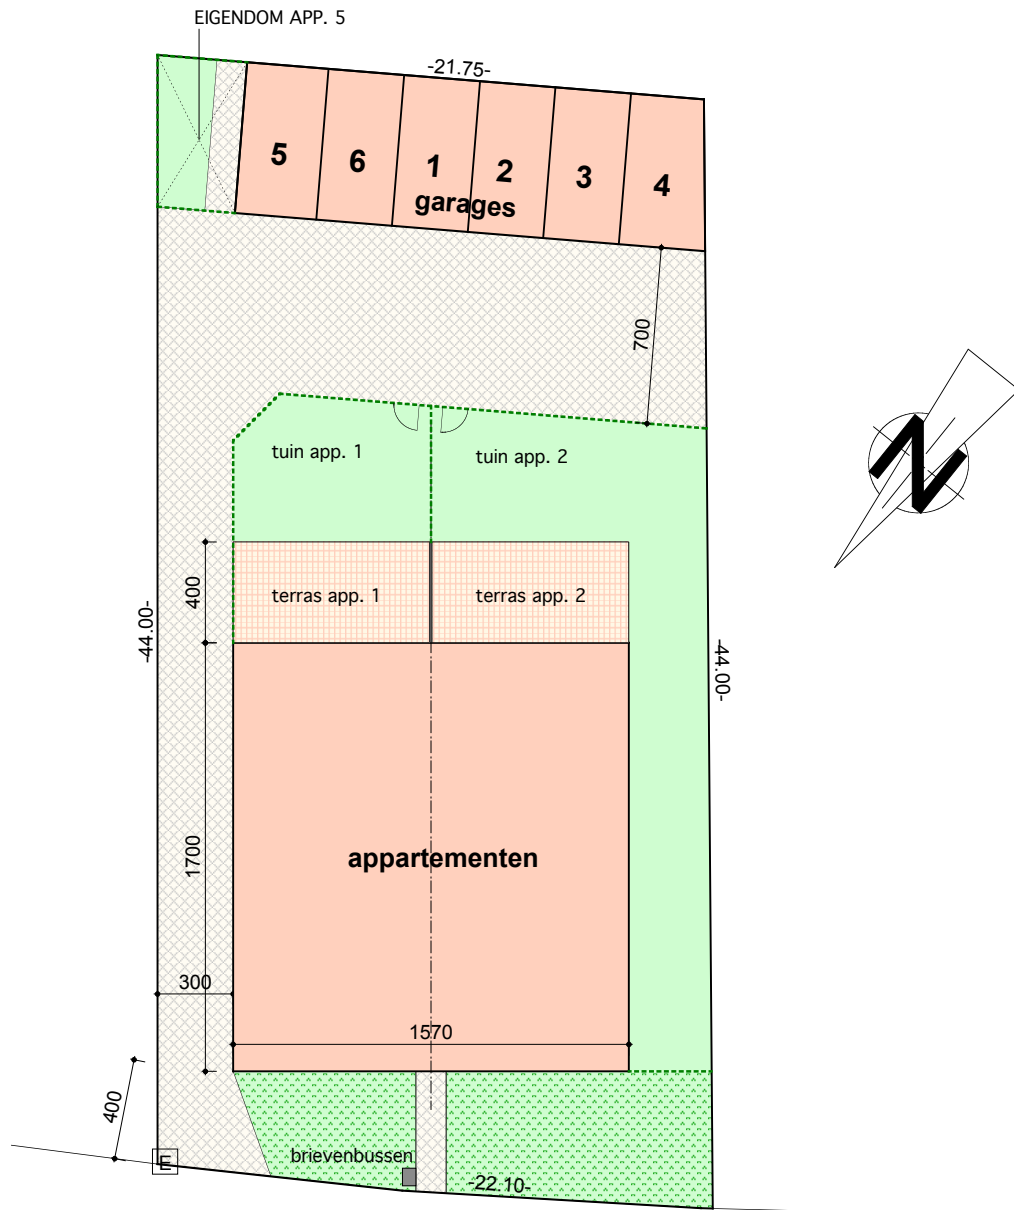 EIGENDOM APP. 5
-21.75-
5
6
1
2
3
4
garages
700
tuin app. 1
tuin app. 2
N
400
terras app. 1
terras app. 2
-44.00-
-44.00-
1700
appartementen
300
1570
400
E
brievenbussen
-22.10-